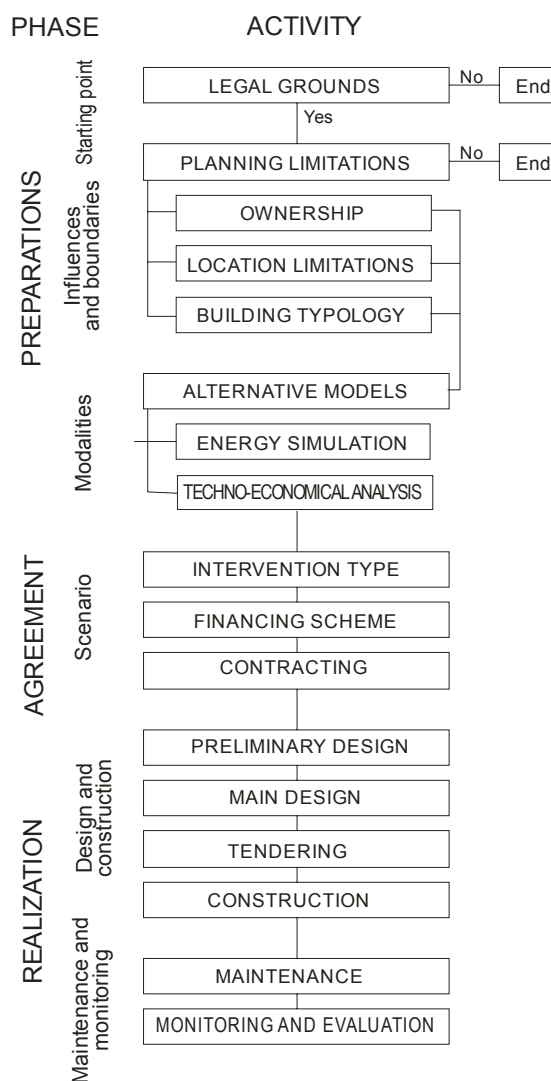 PHASE ACTIVITY
Starting point
LEGAL GROUNDS No End
Yes
PLANNING LIMITATIONS No End
PREPARATIONS
Influences
and boundaries
OWNERSHIP
LOCATION LIMITATIONS
BUILDING TYPOLOGY
Modalities
ALTERNATIVE MODELS
ENERGY SIMULATION
TECHNO-ECONOMICAL ANALYSIS
AGREEMENT
Scenario
INTERVENTION TYPE
FINANCING SCHEME
CONTRACTING
REALIZATION
Design and
construction
PRELIMINARY DESIGN
MAIN DESIGN
TENDERING
CONSTRUCTION
Maintenance and
monitoring
MAINTENANCE
MONITORING AND EVALUATION